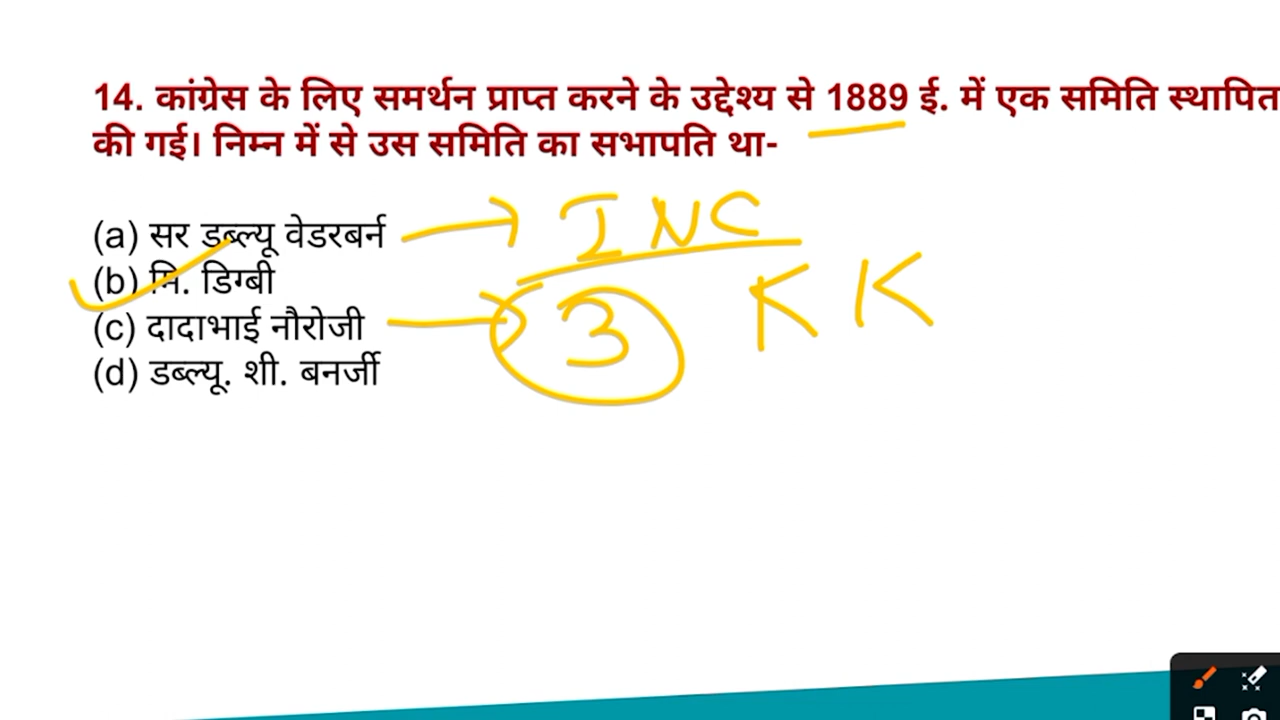 14. कांग्रेस के लिए समर्थन प्राप्त करने के उद्देश्य से 1889 ई. में एक समिति स्थापित
की गई। निम्न में से उस समिति का सभापति था-
(a) सर डब्ल्यू वेडरबर्न
INC
(b) मि. डिग्बी
K K
(c) दादाभाई नौरोजी
3
(d) डब्ल्यू. शी. बनर्जी